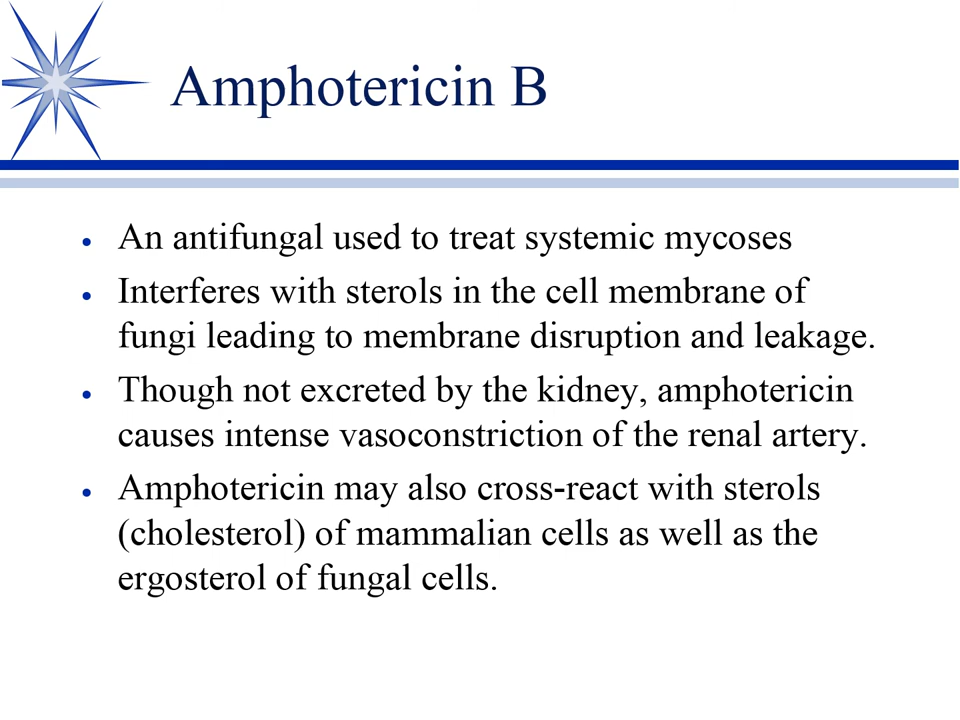 Amphotericin B
• An antifungal used to treat systemic mycoses
• Interferes with sterols in the cell membrane of
fungi leading to membrane disruption and leakage.
• Though not excreted by the kidney, amphotericin
causes intense vasoconstriction of the renal artery.
• Amphotericin may also cross-react with sterols
(cholesterol) of mammalian cells as well as the
ergosterol of fungal cells.